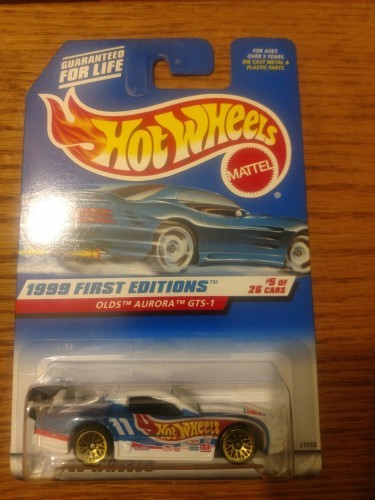 GUARANTEED
FOR LIFE
FOR AGES
OVER 3 YEARS.
DIE CAST METAL &
PLASTIC PARTS.
HOT WHEELS
MATTEL
®
1999 FIRST EDITIONS™
#5 OF
26 CARS
OLDS™ AURORA™ GTS-1
11
HOT WHEELS